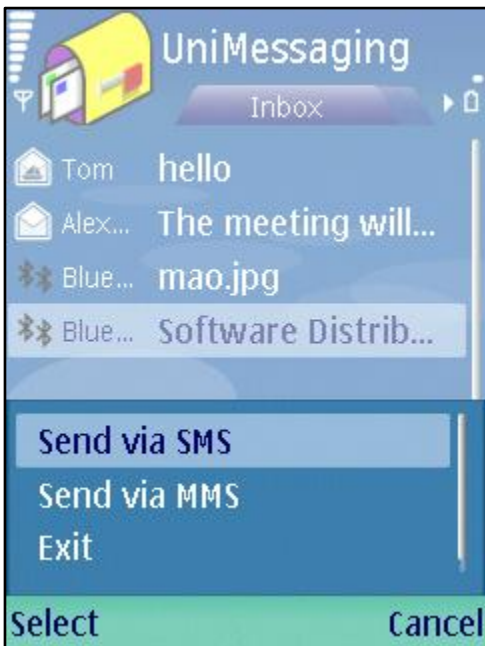 UniMessaging
Inbox
Tom hello
Alex... The meeting will...
Blue... mao.jpg
Blue... Software Distrib...
Send via SMS
Send via MMS
Exit
Select Cancel